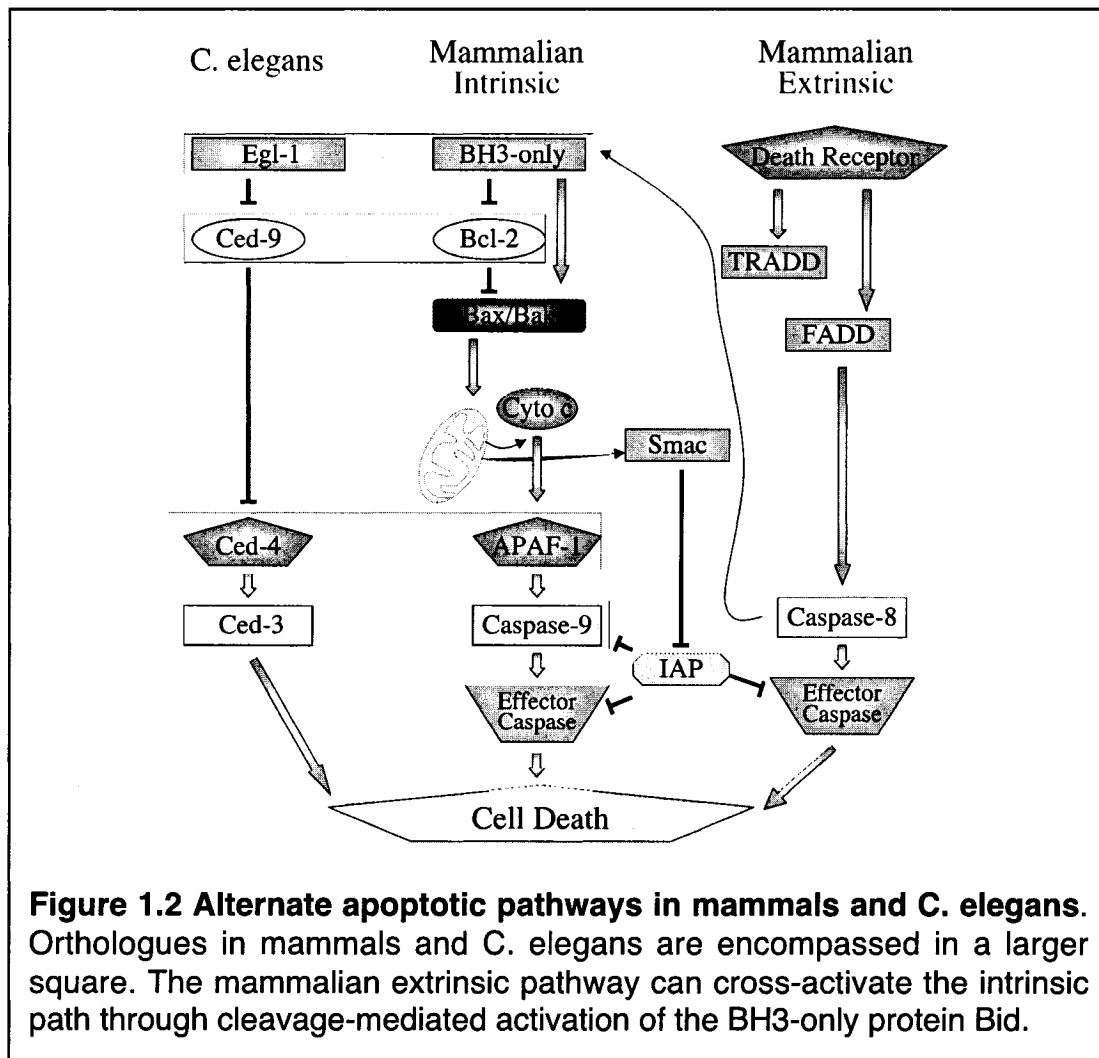 C. elegans
Mammalian
Intrinsic
Mammalian
Extrinsic
Egl-1
BH3-only
Death Receptor
Ced-9
Bcl-2
TRADD
Bax/Bak
FADD
Cyto c
Smac
Ced-4
APAF-1
Ced-3
Caspase-9
Caspase-8
IAP
Effector
Caspase
Effector
Caspase
Cell Death
Figure 1.2 Alternate apoptotic pathways in mammals and C. elegans.
Orthologues in mammals and C. elegans are encompassed in a larger
square. The mammalian extrinsic pathway can cross-activate the intrinsic
path through cleavage-mediated activation of the BH3-only protein Bid.